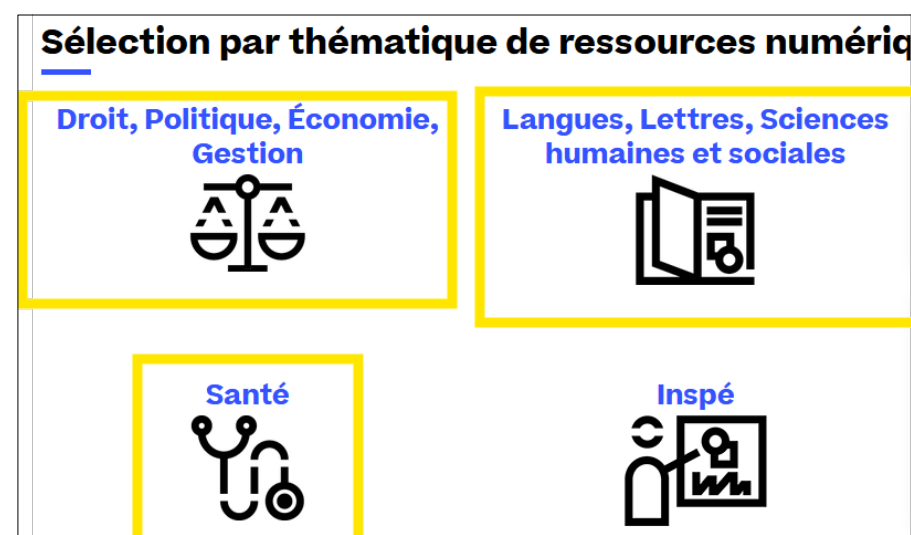 Sélection par thématique de ressources numériq
Droit, Politique, Économie,
Gestion
Langues, Lettres, Sciences
humaines et sociales
Santé
Inspé